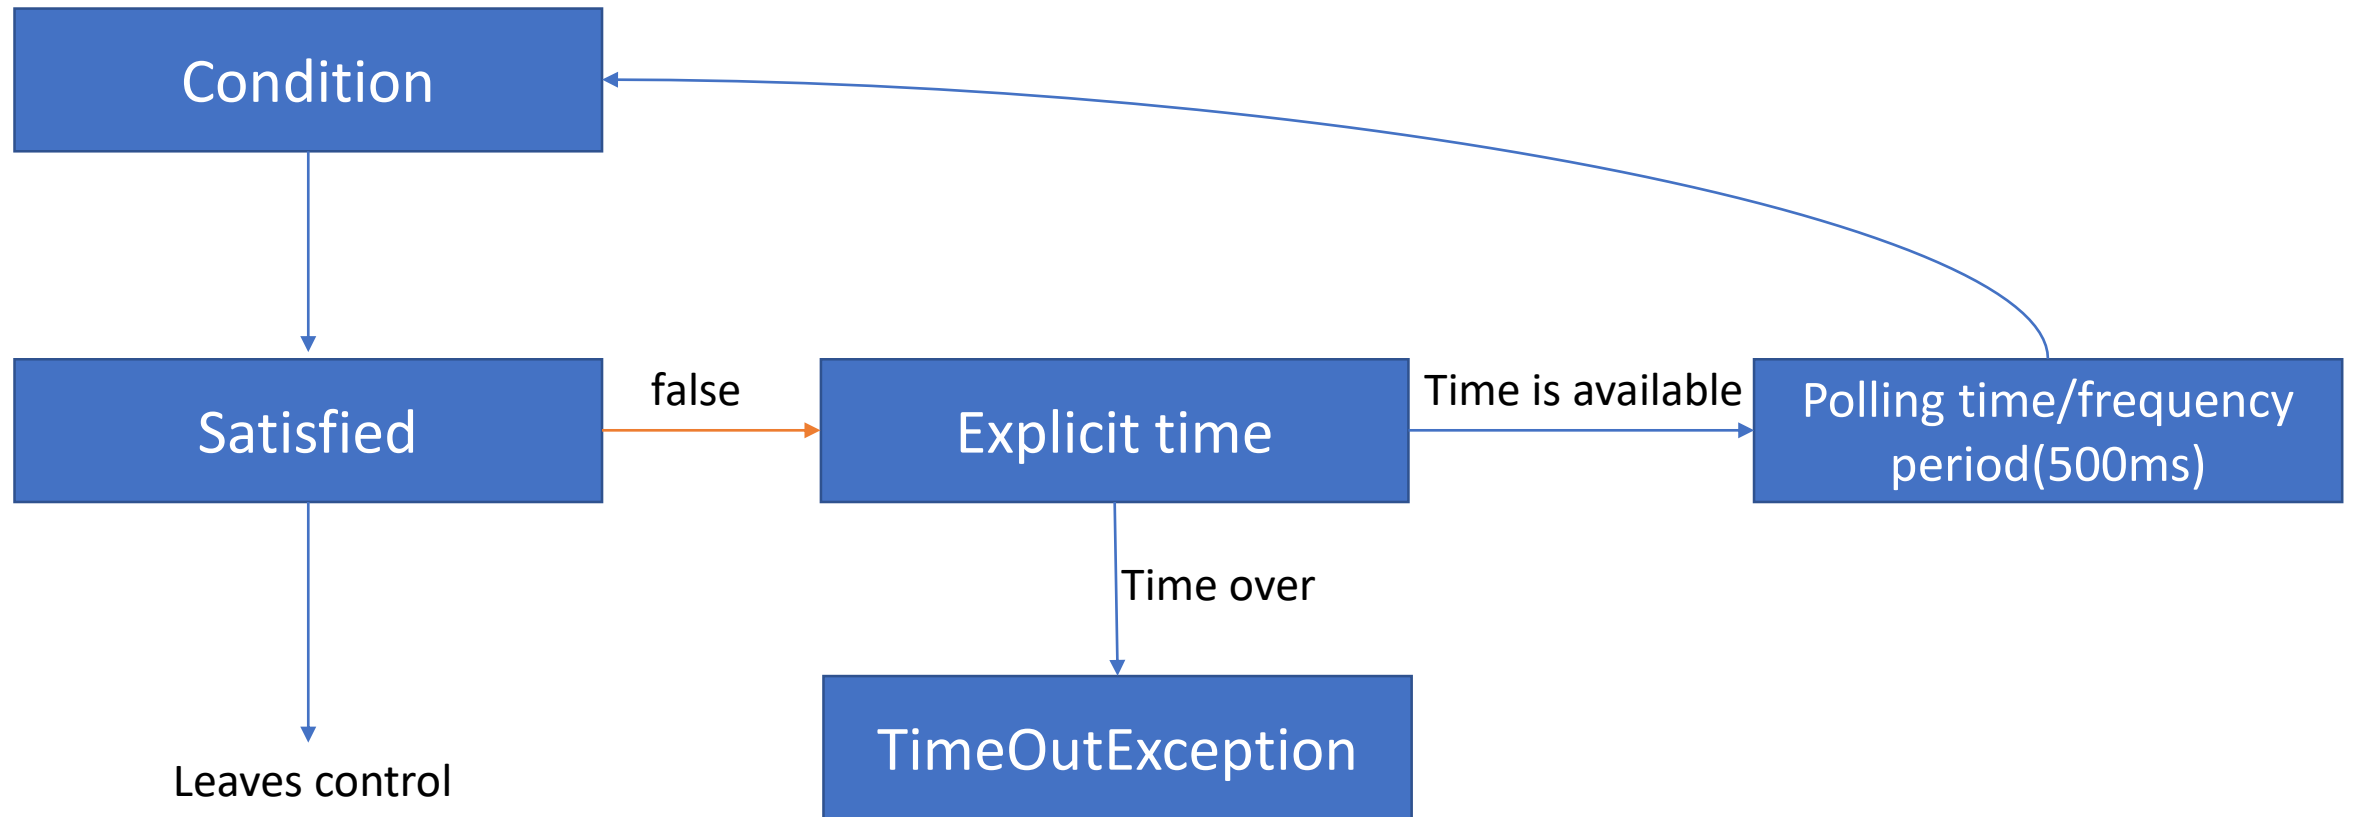 Condition
Satisfied
false
Explicit time
Time is available
Polling time/frequency
period(500ms)
Time over
TimeOutException
Leaves control